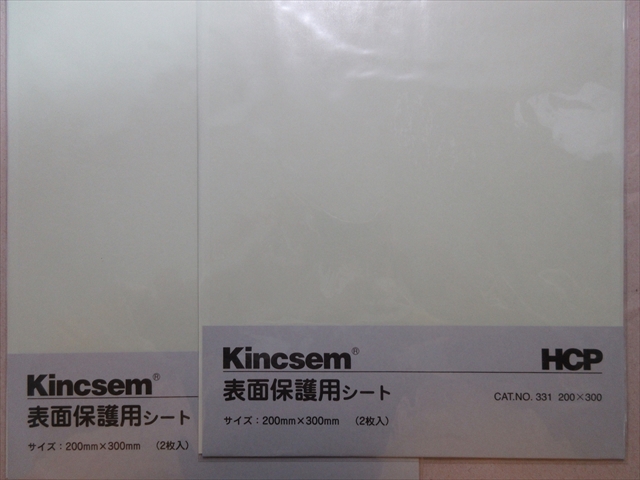 Kincsem® HCP
表面保護用シート CAT.NO. 331 200×300
サイズ：200mm×300mm （2枚入）
Kincsem®
表面保護用シート
サイズ：200mm×300mm （2枚入）